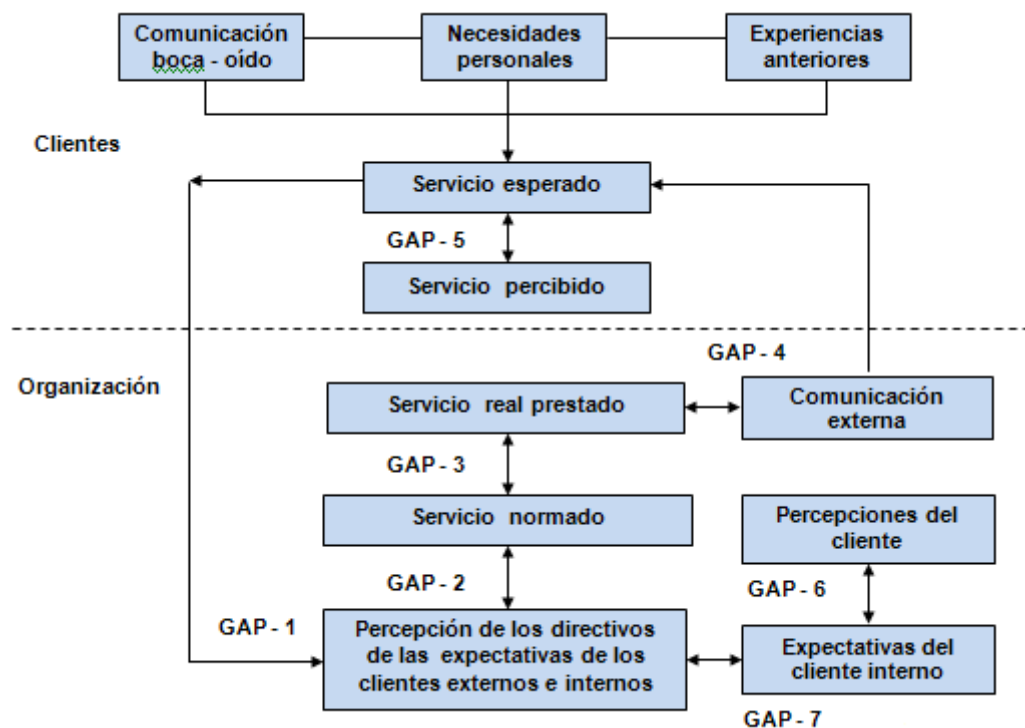 Comunicación
boca - oído
Necesidades
personales
Experiencias
anteriores
Clientes
Servicio esperado
GAP - 5
Servicio percibido
GAP - 4
Organización
Servicio real prestado
Comunicación
externa
GAP - 3
Servicio normado
Percepciones del
cliente
GAP - 2
GAP - 6
GAP - 1
Percepción de los directivos
de las expectativas de los
clientes externos e internos
Expectativas del
cliente interno
GAP - 7